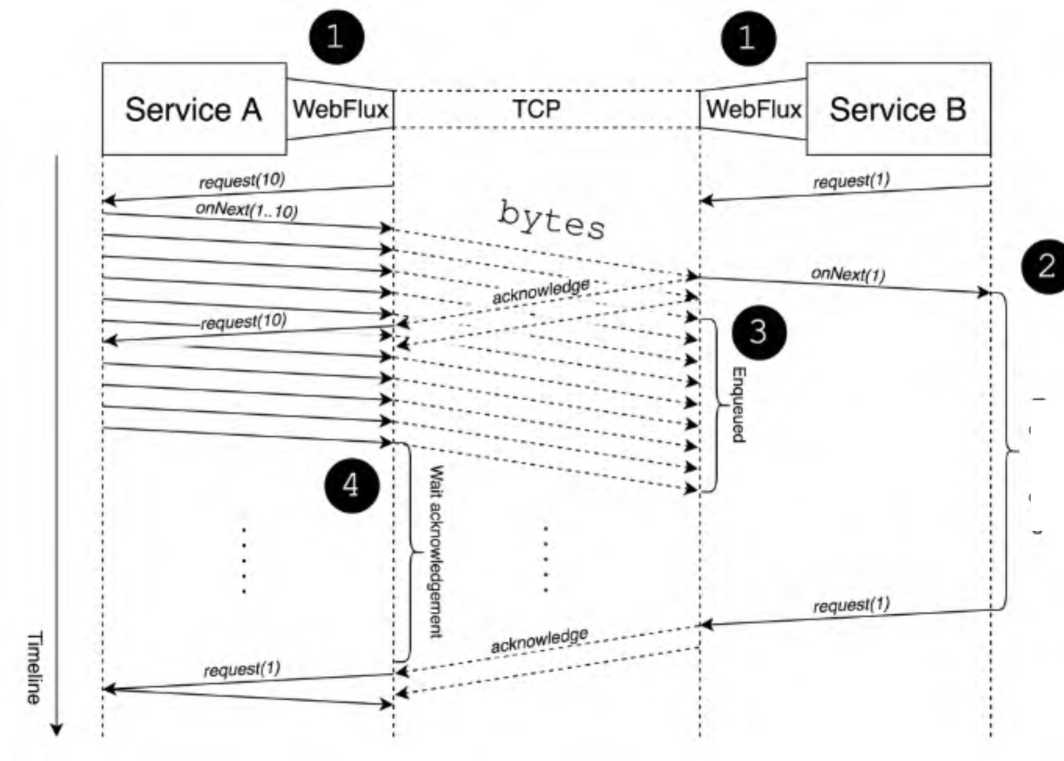 1
1
Service A
WebFlux
TCP
WebFlux
Service B
request(10)
request(1)
onNext(1..10)
bytes
onNext(1)
2
acknowledge
request(10)
3
Enqueued
4
Wait acknowledgement
request(1)
acknowledge
request(1)
Timeline